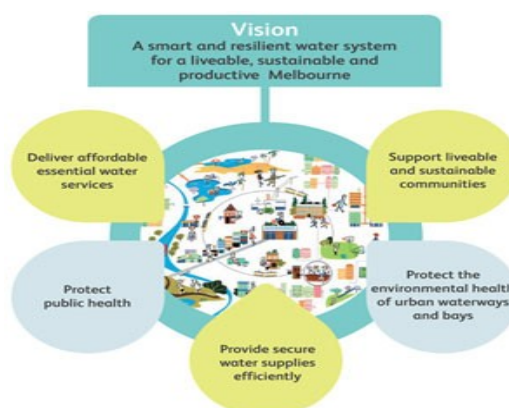 Vision
A smart and resilient water system
for a liveable, sustainable and
productive Melbourne
Deliver affordable
essential water
services
Support liveable
and sustainable
communities
Protect
public health
Protect the
environmental health
of urban waterways
and bays
Provide secure
water supplies
efficiently